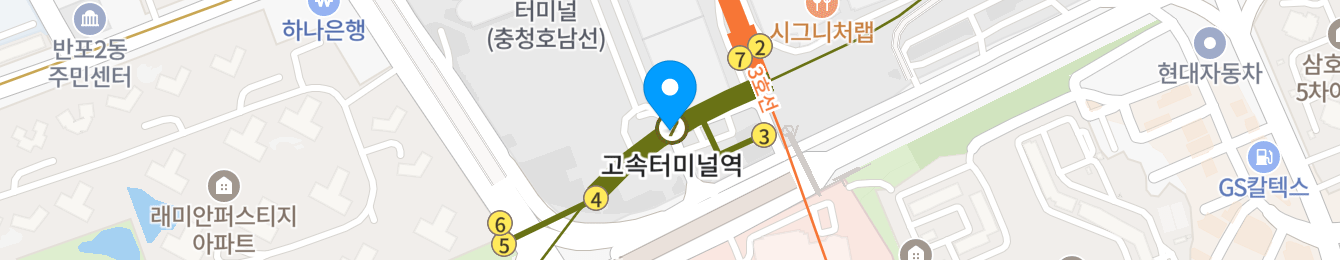 터미널
(충청호남선)
하나은행
반포2동
주민센터
시그니처랩
2
7
3호선
현대자동차
삼호
5차아
7
3
고속터미널역
GS칼텍스
4
래미안퍼스티지
아파트
6
5